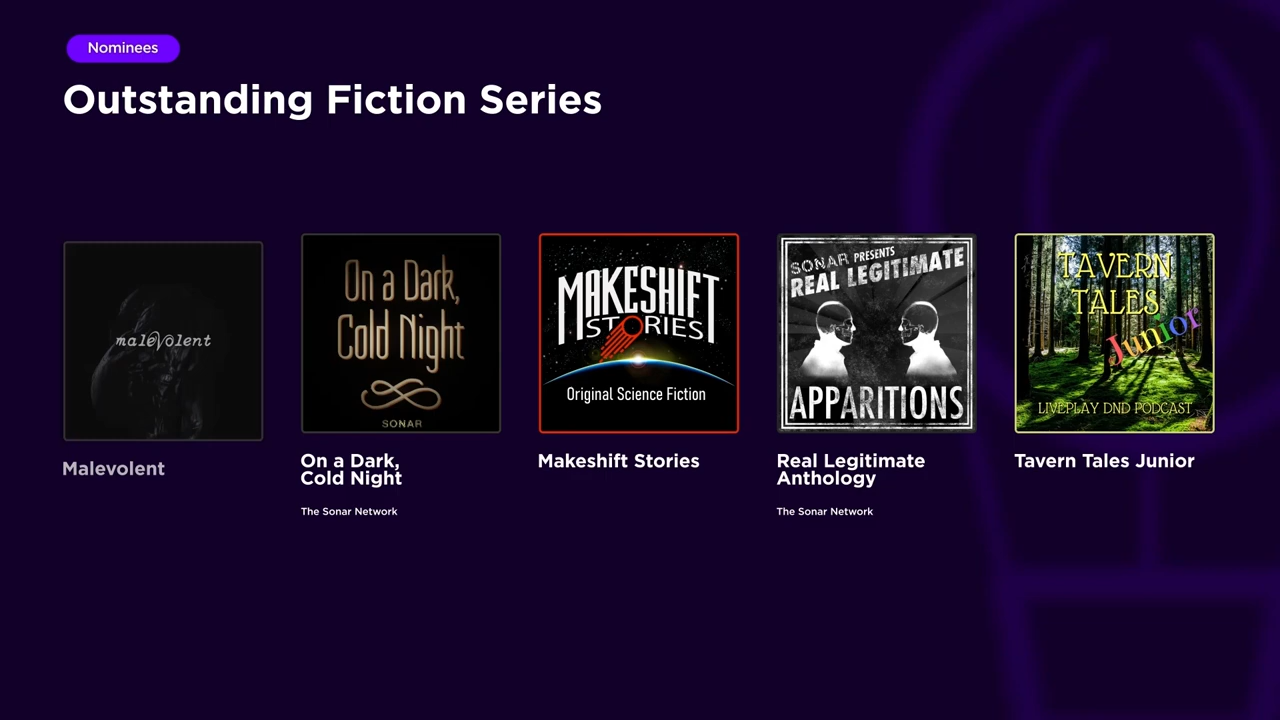 Nominees
Outstanding Fiction Series
malevolent
On a Dark,
Cold Night
SONAR
MAKESHIFT
STORIES
Original Science Fiction
SONAR PRESENTS
REAL LEGITIMATE
APPARITIONS
TAVERN
TALES
Junior
LIVEPLAY DND PODCAST
Malevolent
On a Dark,
Cold Night
The Sonar Network
Makeshift Stories
Real Legitimate
Anthology
The Sonar Network
Tavern Tales Junior